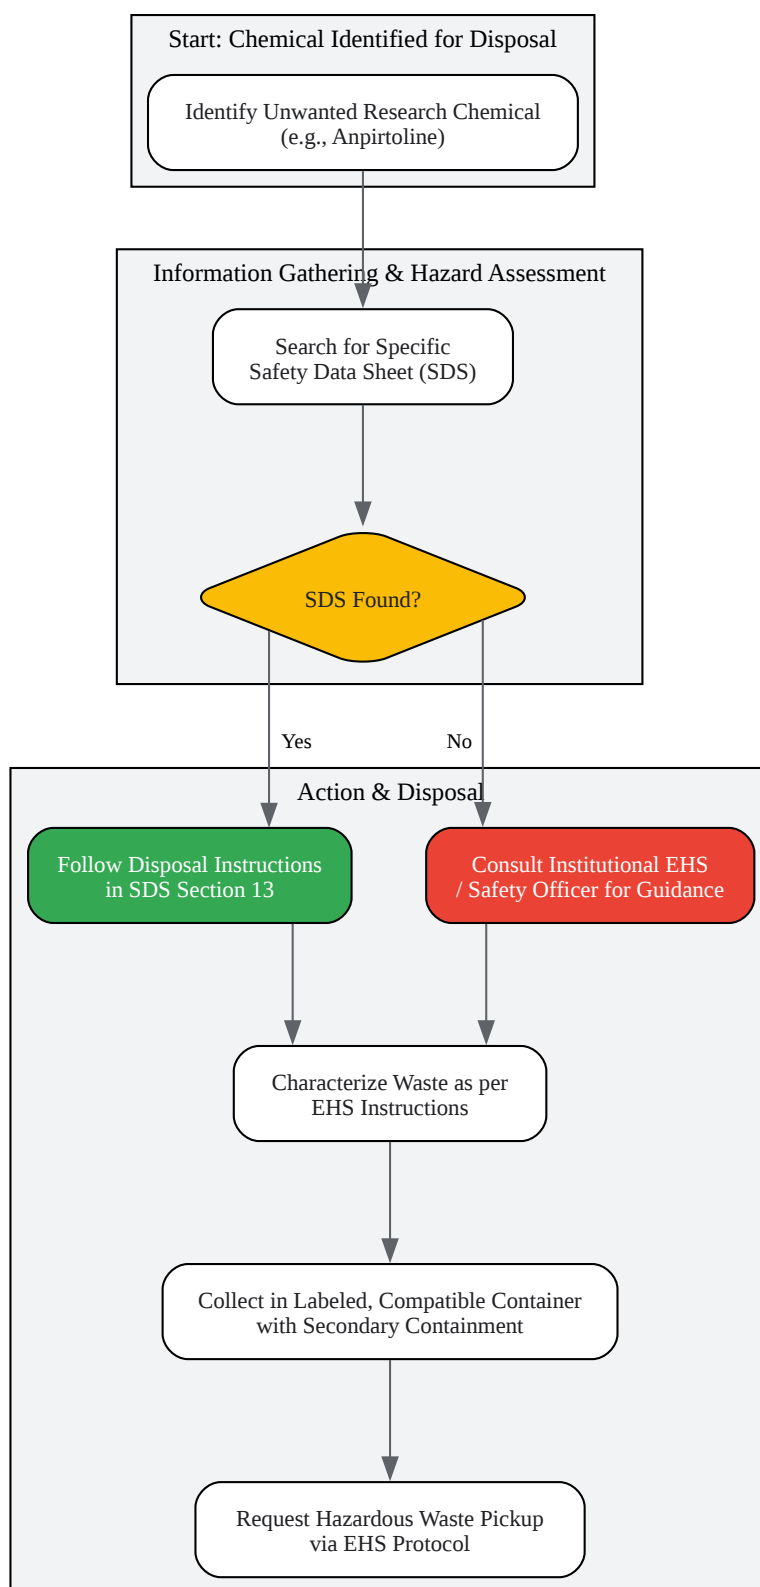 Start: Chemical Identified for Disposal
Identify Unwanted Research Chemical
(e.g., Anpirtoline)
Information Gathering & Hazard Assessment
Search for Specific
Safety Data Sheet (SDS)
SDS Found?
Yes
No
Action & Disposal
Follow Disposal Instructions
in SDS Section 13
Consult Institutional EHS
/ Safety Officer for Guidance
Characterize Waste as per
EHS Instructions
Collect in Labeled, Compatible Container
with Secondary Containment
Request Hazardous Waste Pickup
via EHS Protocol